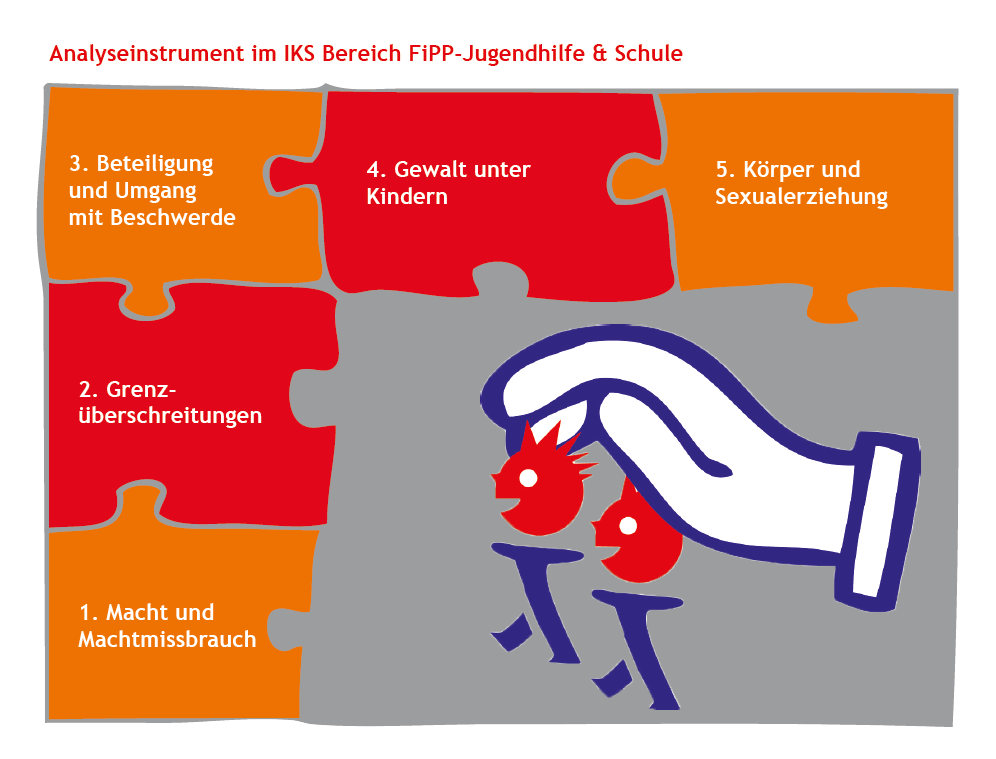 Analyseinstrument im IKS Bereich FiPP-Jugendhilfe & Schule
3. Beteiligung
und Umgang
mit Beschwerde
4. Gewalt unter
Kindern
5. Körper und
Sexualerziehung
2. Grenz-
überschreitungen
1. Macht und
Machtmissbrauch